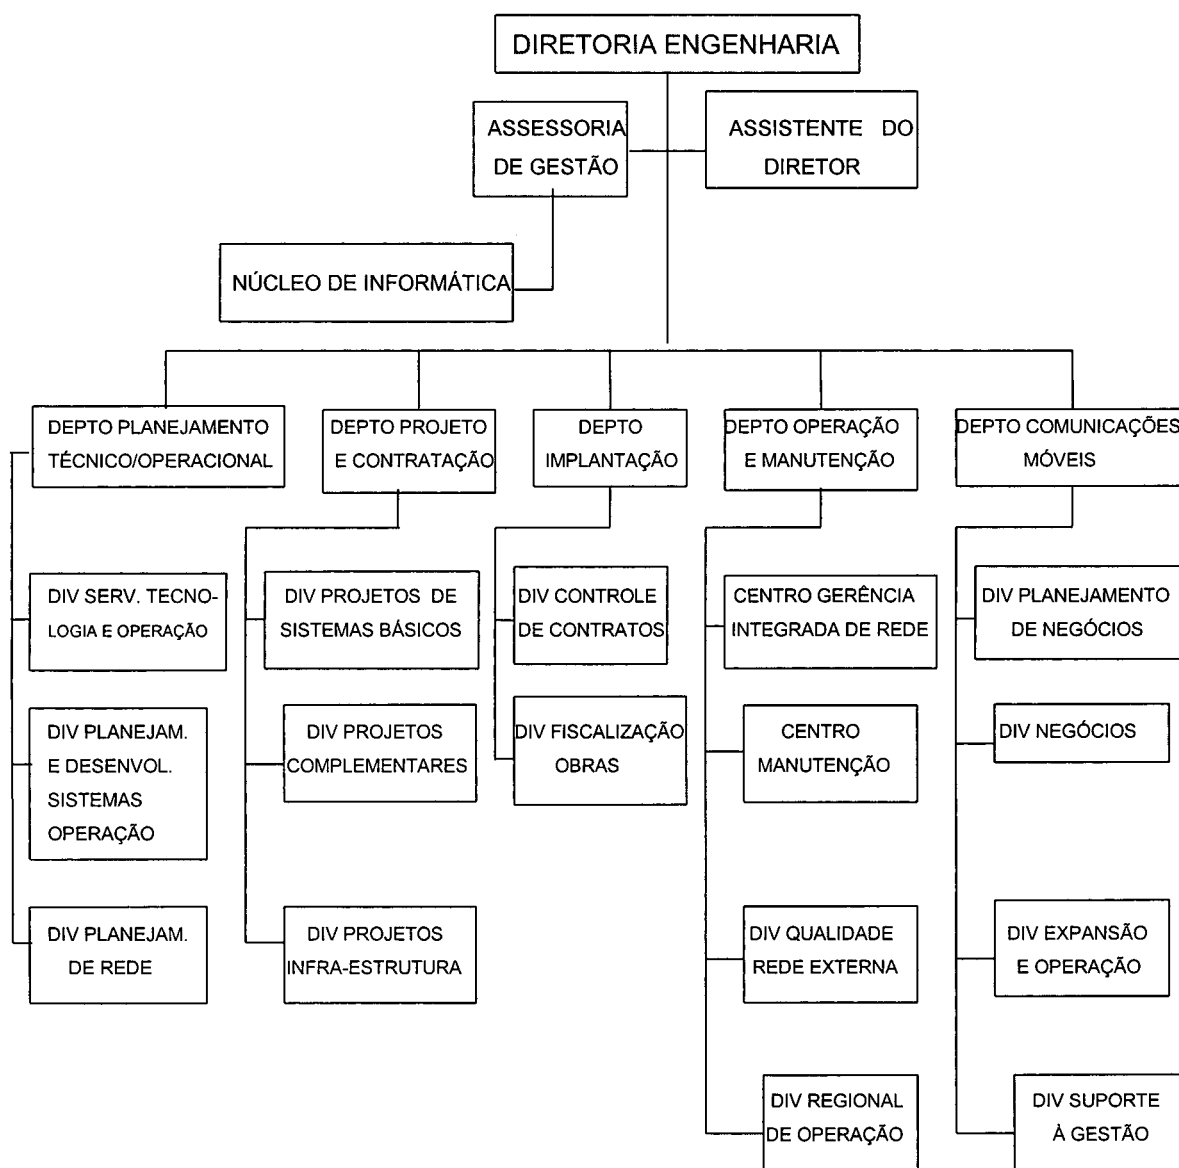 DIRETORIA ENGENHARIA
ASSESSORIA
DE GESTÃO
ASSISTENTE DO
DIRETOR
NÚCLEO DE INFORMÁTICA
DEPTO PLANEJAMENTO
TÉCNICO/OPERACIONAL
DEPTO PROJETO
E CONTRATAÇÃO
DEPTO
IMPLANTAÇÃO
DEPTO OPERAÇÃO
E MANUTENÇÃO
DEPTO COMUNICAÇÕES
MÓVEIS
DIV SERV. TECNO-
LOGIA E OPERAÇÃO
DIV PROJETOS DE
SISTEMAS BÁSICOS
DIV CONTROLE
DE CONTRATOS
CENTRO GERÊNCIA
INTEGRADA DE REDE
DIV PLANEJAMENTO
DE NEGÓCIOS
DIV PLANEJAM.
E DESENVOL.
SISTEMAS
OPERAÇÃO
DIV PROJETOS
COMPLEMENTARES
DIV FISCALIZAÇÃO
OBRAS
CENTRO
MANUTENÇÃO
DIV NEGÓCIOS
DIV PLANEJAM.
DE REDE
DIV PROJETOS
INFRA-ESTRUTURA
DIV QUALIDADE
REDE EXTERNA
DIV EXPANSÃO
E OPERAÇÃO
DIV REGIONAL
DE OPERAÇÃO
DIV SUPORTE
À GESTÃO